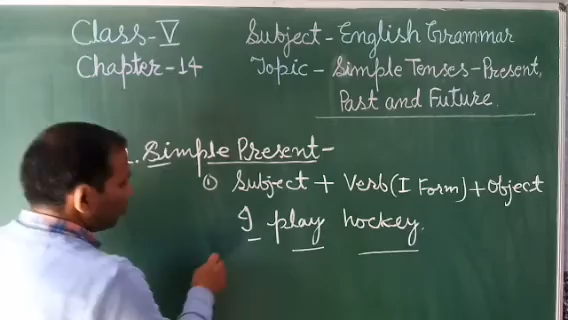 Class-V
Chapter-14
Subject-English Grammar
Topic- Simple Tenses-Present,
Past and Future.
1. Simple Present-
① Subject + Verb(I Form)+Object
I play hockey.